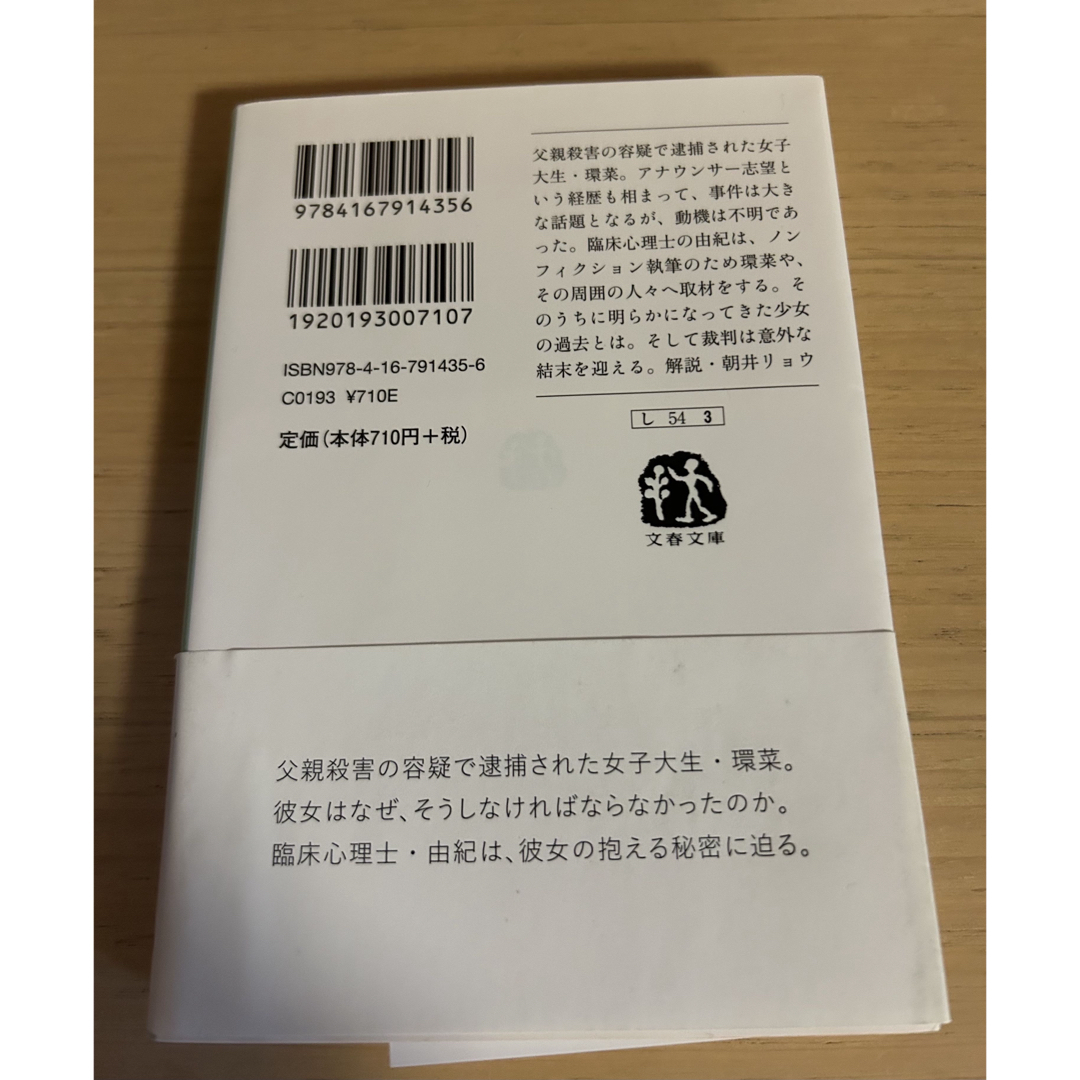 9784167914356
1920193007107
ISBN978-4-16-791435-6
C0193 ¥710E
定価(本体710円+税)
父親殺害の容疑で逮捕された女子
大生・環菜。アナウンサー志望と
いう経歴も相まって、事件は大き
な話題となるが、動機は不明であ
った。臨床心理士の由紀は、ノン
フィクション執筆のため環菜や、
その周囲の人々へ取材をする。そ
のうちに明らかになってきた少女
の過去とは。そして裁判は意外な
結末を迎える。解説・朝井リョウ
し 54 3
文春文庫
父親殺害の容疑で逮捕された女子大生・環菜。
彼女はなぜ、そうしなければならなかったのか。
臨床心理士・由紀は、彼女の抱える秘密に迫る。